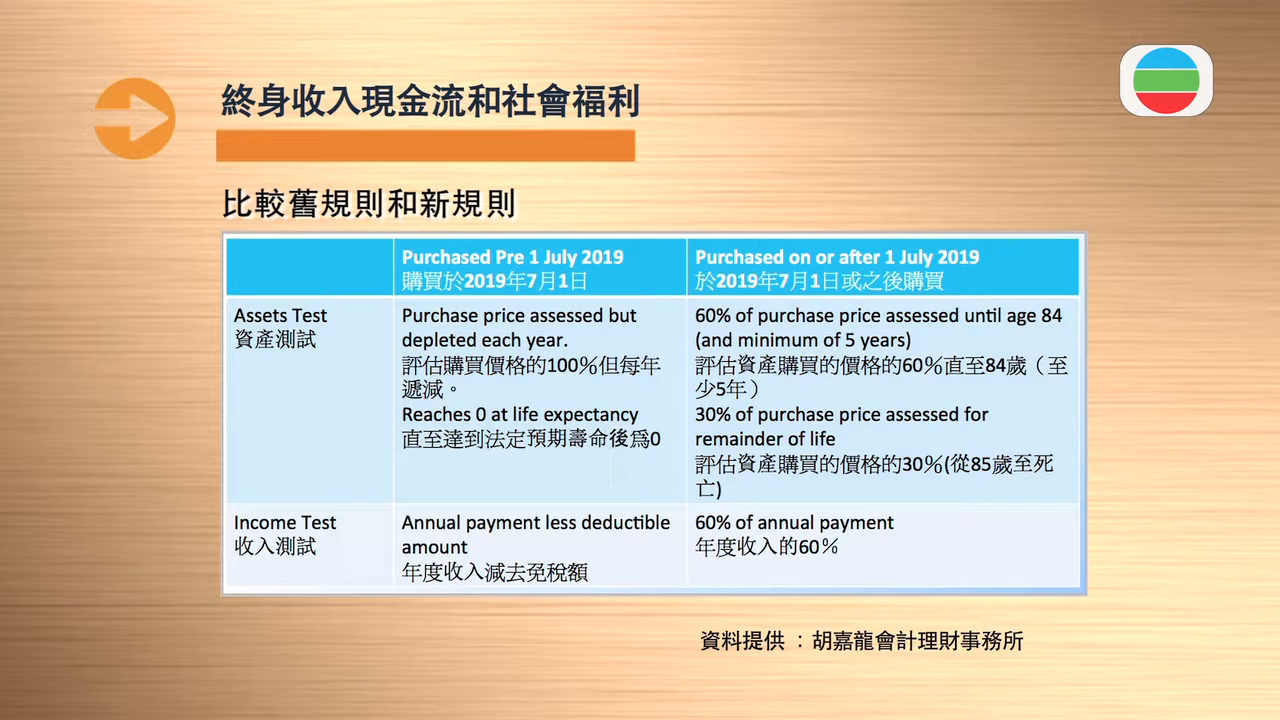 終身收入現金流和社會福利
比較舊規則和新規則
Purchased Pre 1 July 2019
購買於2019年7月1日
Purchased on or after 1 July 2019
於2019年7月1日或之後購買
Assets Test
資產測試
Purchase price assessed but
depleted each year.
評估購買價格的100%但每年
遞減。
Reaches 0 at life expectancy
直至達到法定預期壽命後爲0
60% of purchase price assessed until age 84
(and minimum of 5 years)
評估資產購買的價格的60%直至84歲（至
少5年）
30% of purchase price assessed for
remainder of life
評估資產購買的價格的30%(從85歲至死
亡)
Income Test
收入測試
Annual payment less deductible
amount
年度收入減去免稅額
60% of annual payment
年度收入的60%
資料提供 ：胡嘉龍會計理財事務所